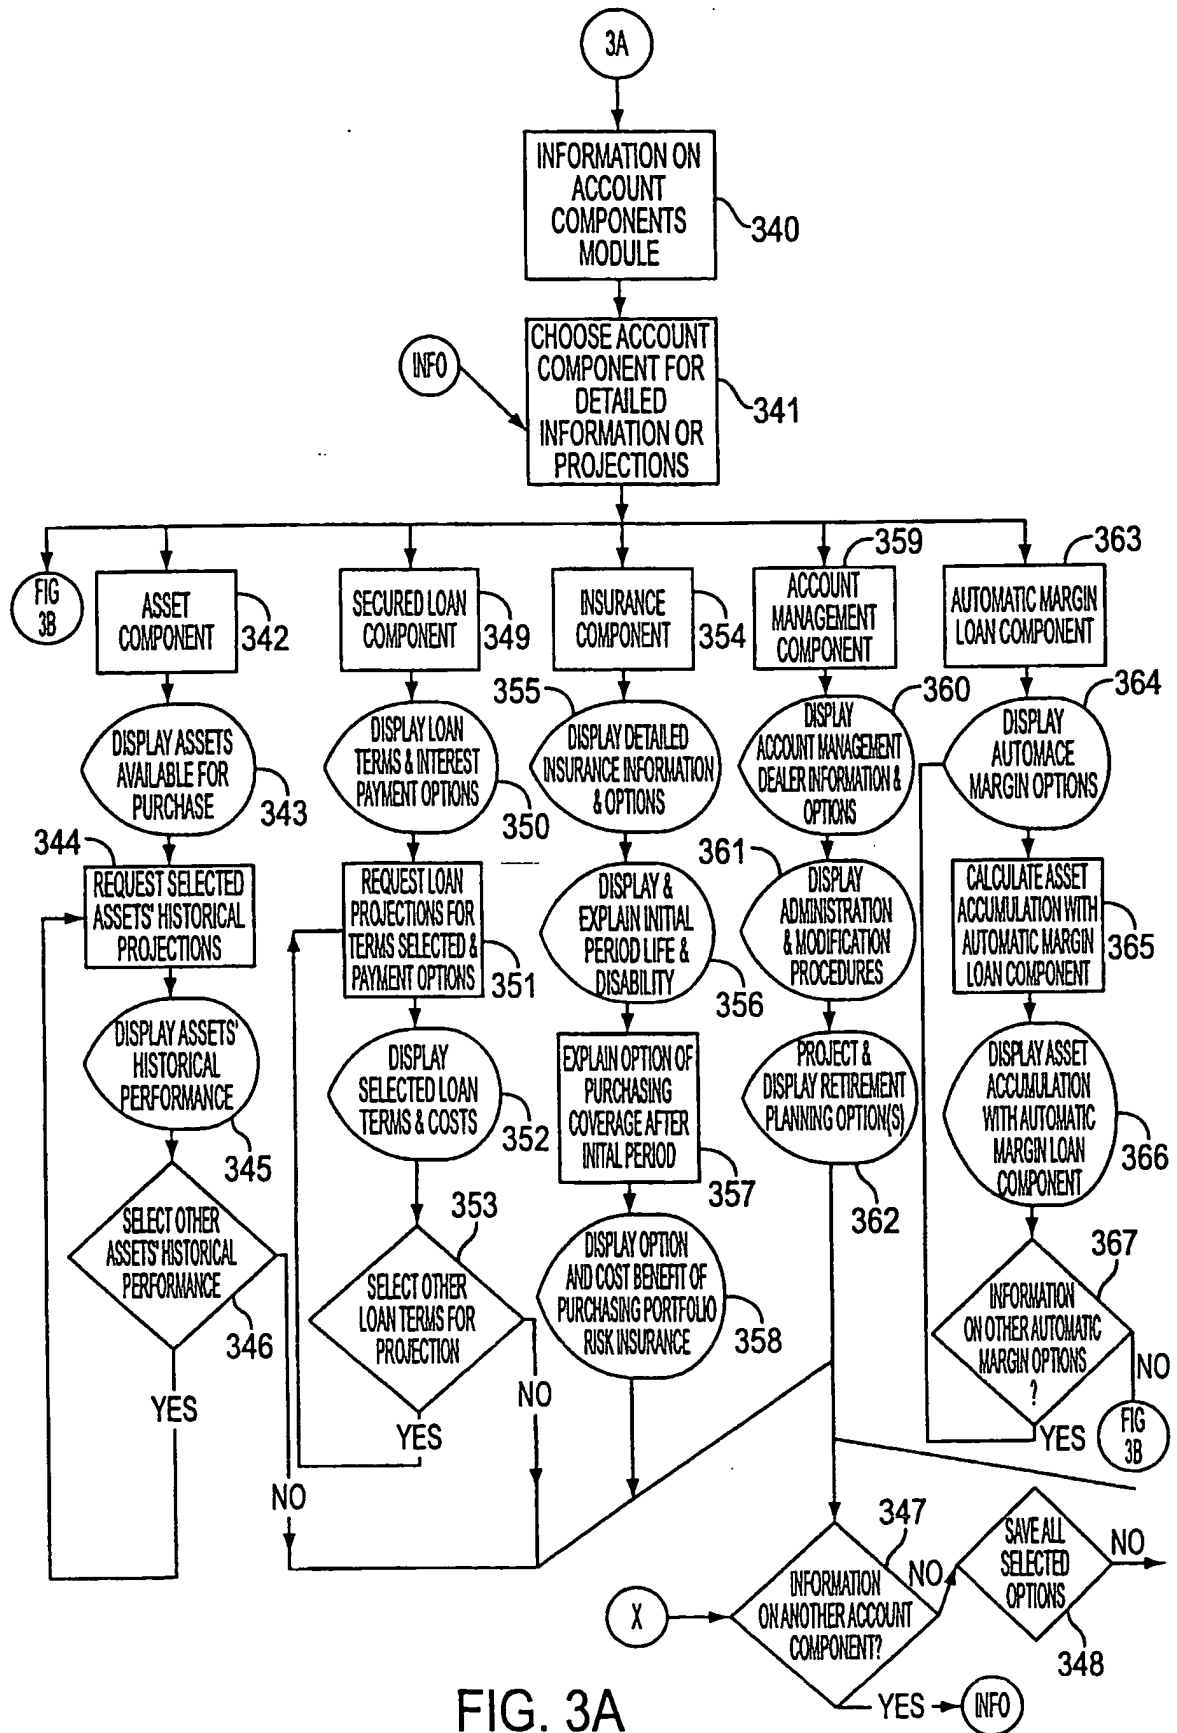 3A
INFORMATION ON
ACCOUNT
COMPONENTS
MODULE
340
INFO
CHOOSE ACCOUNT
COMPONENT FOR
DETAILED
INFORMATION OR
PROJECTIONS
341
FIG
3B
ASSET
COMPONENT
342
DISPLAY ASSETS
AVAILABLE FOR
PURCHASE
343
344
REQUEST SELECTED
ASSETS' HISTORICAL
PROJECTIONS
DISPLAY ASSETS'
HISTORICAL
PERFORMANCE
345
SELECT OTHER
ASSETS' HISTORICAL
PERFORMANCE
346
YES
NO
SECURED LOAN
COMPONENT
349
DISPLAY LOAN
TERMS & INTEREST
PAYMENT OPTIONS
350
REQUEST LOAN
PROJECTIONS FOR
TERMS SELECTED &
PAYMENT OPTIONS
351
DISPLAY
SELECTED LOAN
TERMS & COSTS
352
353
SELECT OTHER
LOAN TERMS FOR
PROJECTION
NO
YES
INSURANCE
COMPONENT
354
355
DISPLAY DETAILED
INSURANCE INFORMATION
& OPTIONS
DISPLAY &
EXPLAIN INITIAL
PERIOD LIFE &
DISABILITY
356
EXPLAIN OPTION OF
PURCHASING
COVERAGE AFTER
INITAL PERIOD
357
DISPLAY OPTION
AND COST BENEFIT OF
PURCHASING PORTFOLIO
RISK INSURANCE
358
359
ACCOUNT
MANAGEMENT
COMPONENT
360
DISPLAY
ACCOUNT MANAGEMENT
DEALER INFORMATION &
OPTIONS
361
DISPLAY
ADMINISTRATION
& MODIFICATION
PROCEDURES
PROJECT &
DISPLAY RETIREMENT
PLANNING OPTION(S)
362
363
AUTOMATIC MARGIN
LOAN COMPONENT
364
DISPLAY
AUTOMACE
MARGIN OPTIONS
CALCULATE ASSET
ACCUMULATION WITH
AUTOMATIC MARGIN
LOAN COMPONENT
365
DISPLAY ASSET
ACCUMULATION
WITH AUTOMATIC
MARGIN LOAN
COMPONENT
366
367
INFORMATION
ON OTHER AUTOMATIC
MARGIN OPTIONS
?
NO
YES
FIG
3B
X
347
INFORMATION
ON ANOTHER ACCOUNT
COMPONENT?
NO
YES
INFO
SAVE ALL
SELECTED
OPTIONS
NO
348
FIG. 3A